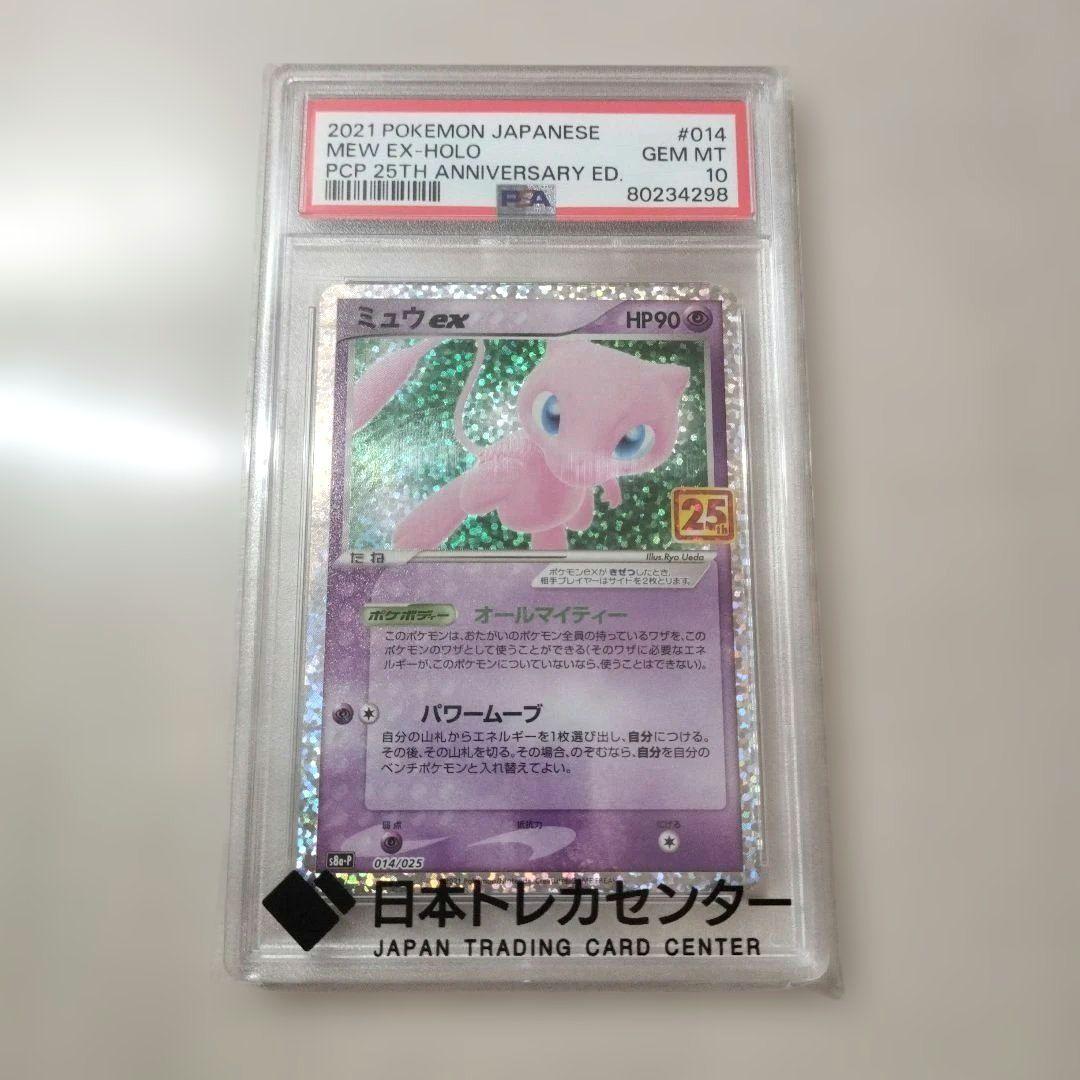 2021 POKEMON JAPANESE #014
MEW EX-HOLO GEM MT
PCP 25TH ANNIVERSARY ED. 10
PSA 80234298
ミュウex HP90
25th
たね Illus.Ryo Ueda
ポケモンexがきぜつしたとき、
相手プレイヤーはサイドを2枚とります。
ポケボディー オールマイティー
このポケモンは、おたがいのポケモン全員の持っているワザを、この
ポケモンのワザとして使うことができる(そのワザに必要なエネ
ルギーが、このポケモンについていないなら、使うことはできない)。
パワームーブ
自分の山札からエネルギーを1枚選び出し、自分につける。
その後、その山札を切る。その場合、のぞむなら、自分を自分の
ベンチポケモンと入れ替えてよい。
弱点 抵抗力 にげる
s8a-P 014/025
日本トレカセンター
JAPAN TRADING CARD CENTER